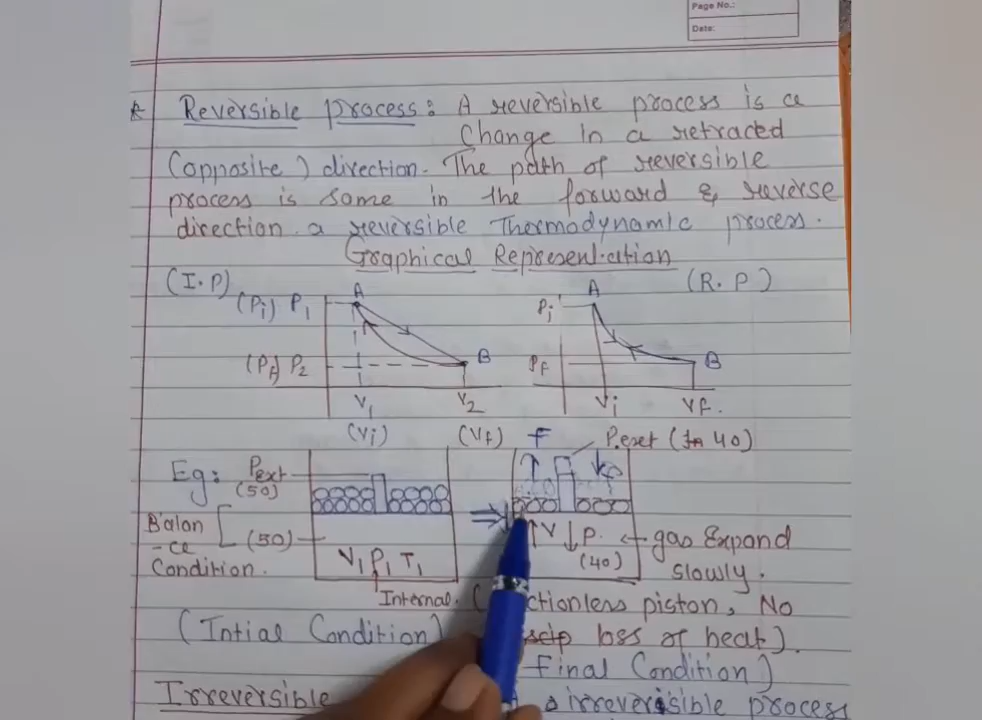 Page No.:
Date:
Reversible process: A reversible process is a
Change in a retraced
(opposite) direction. The path of reversible
process is same in the forward & reverse
direction. a reversible Thermodynamic process.
Graphical Representation
(I.P) (R.P)
(Pi) P1 A Pi A
(Pf) P2 B Pf B
V1 V2 Vi Vf.
(Vi) (Vf) F Pext (40)
Eg: Pext
(50)
Balan
-ce (50) V P. gas Expand
Condition. V1 P1 T1 (40) slowly.
Internal. ctionless piston, No
(Intial Condition) loss of heat).
Final Condition)
Irreversible irreversible process